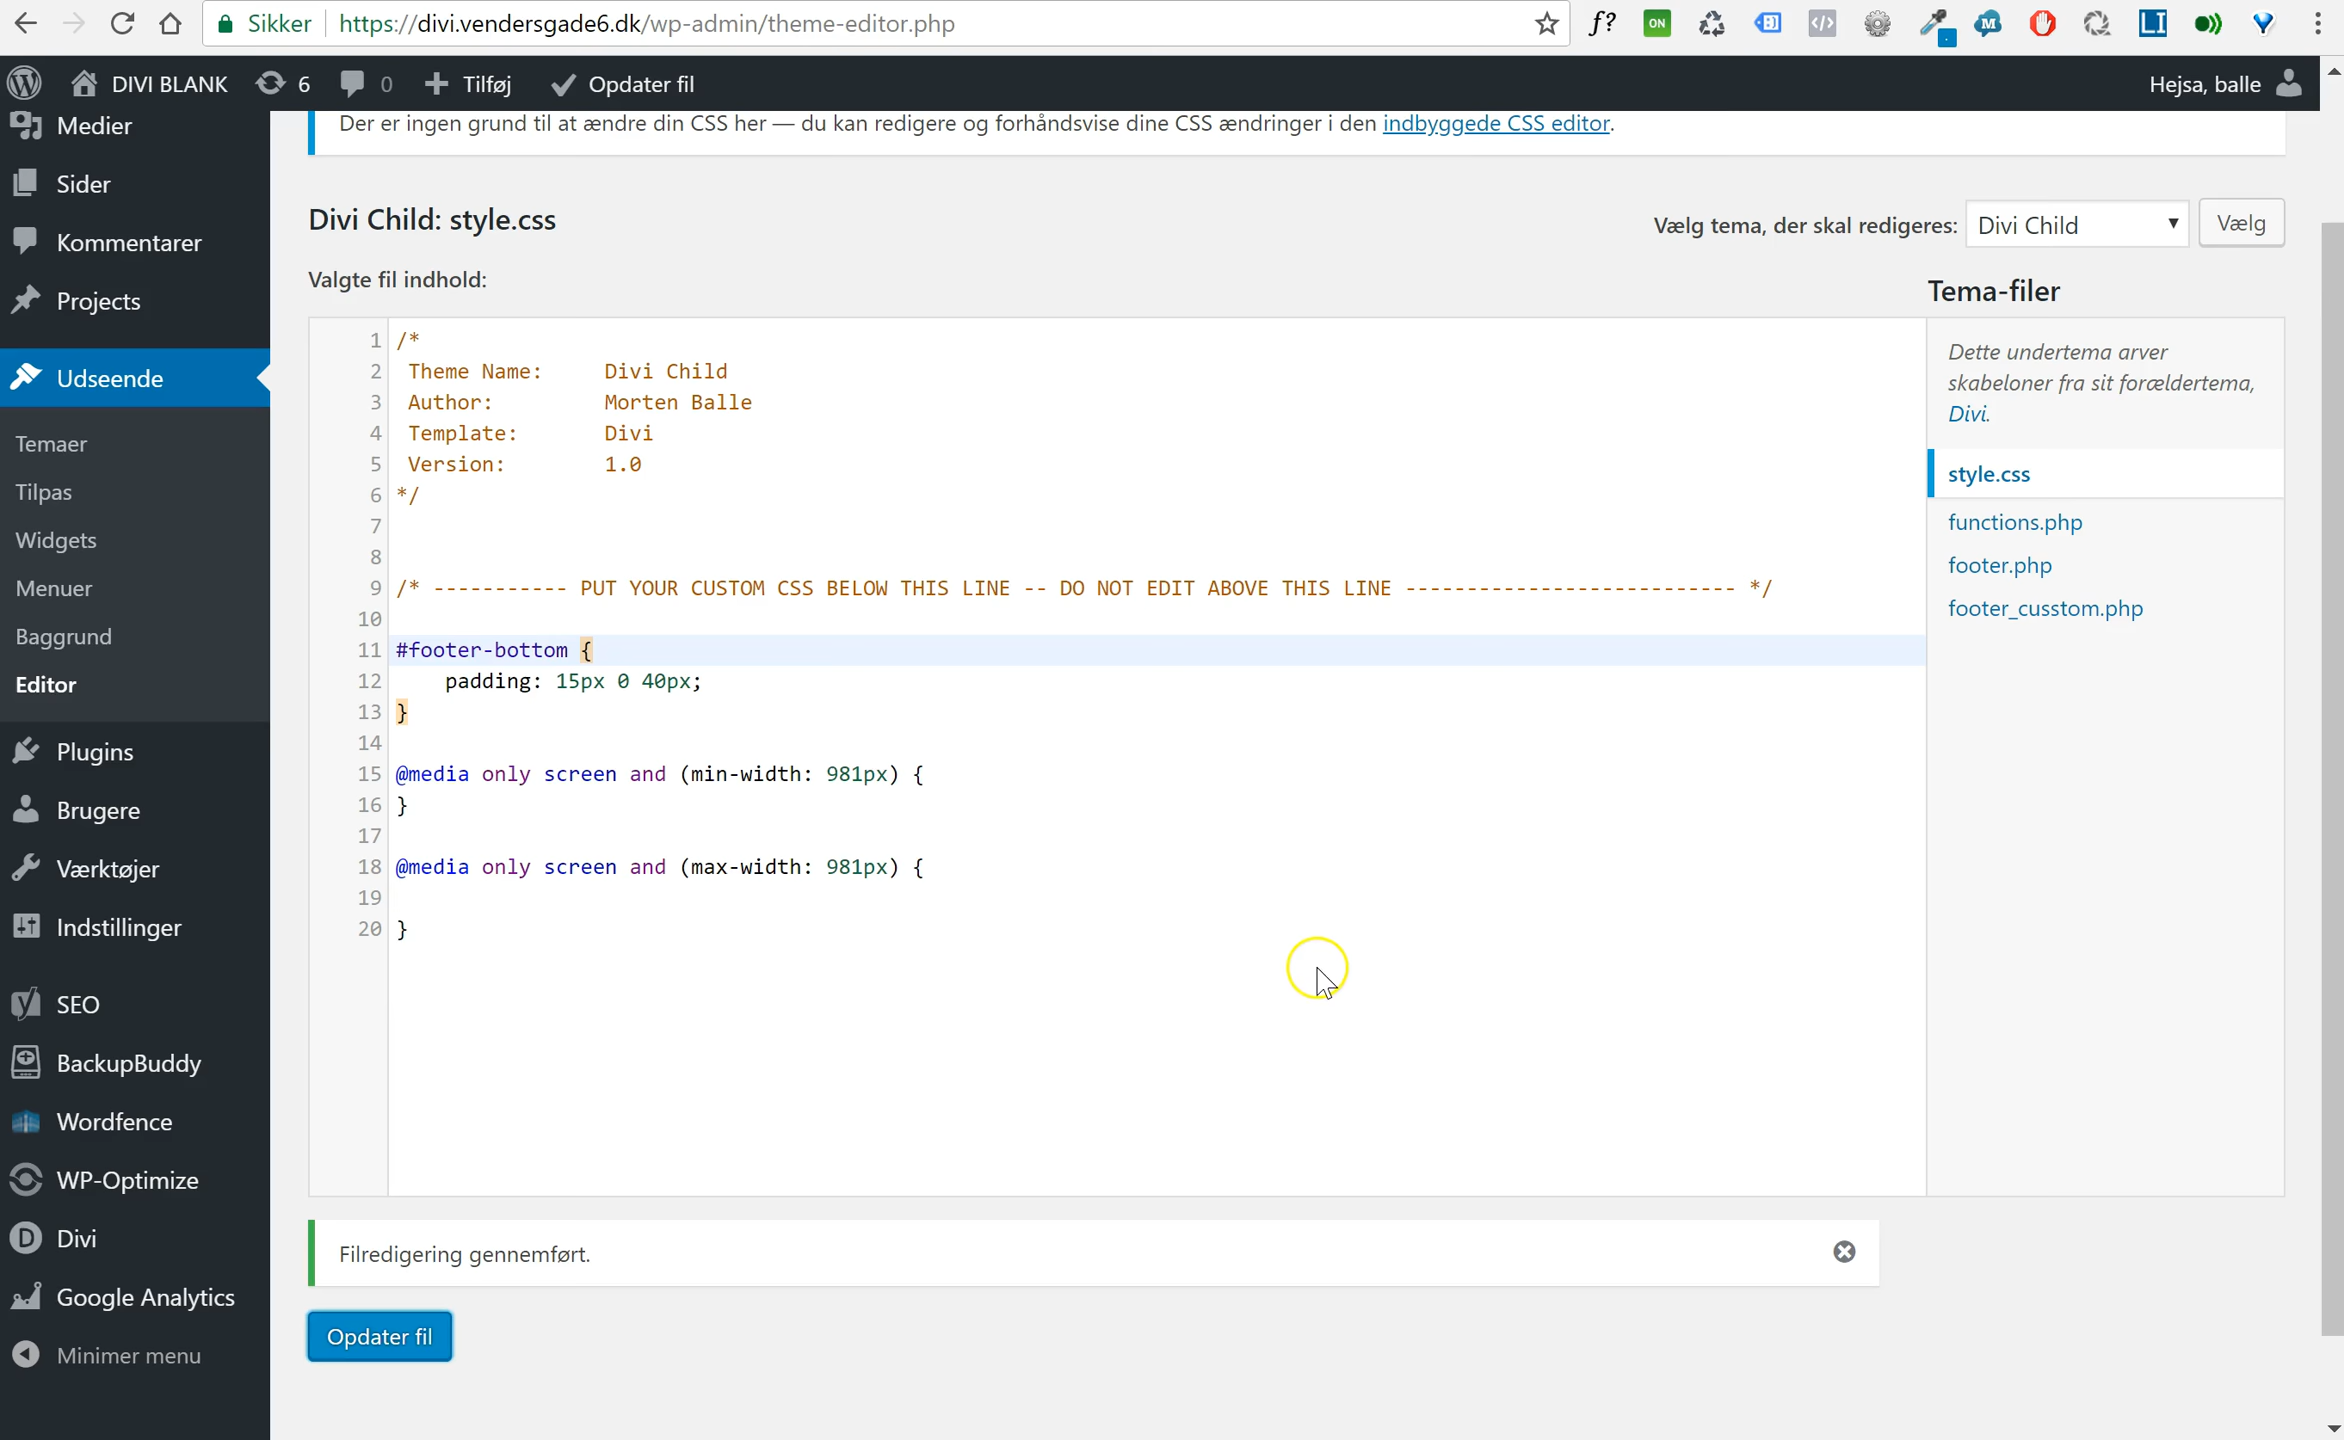 Sikker https://divi.vendersgade6.dk/wp-admin/theme-editor.php
f? ON M LI
DIVI BLANK 6 0 Tilføj Opdater fil Hejsa, balle
Medier
Sider
Kommentarer
Projects
Udseende
Temaer
Tilpas
Widgets
Menuer
Baggrund
Editor
Plugins
Brugere
Værktøjer
Indstillinger
SEO
BackupBuddy
Wordfence
WP-Optimize
Divi
Google Analytics
Minimer menu
Der er ingen grund til at ændre din CSS her — du kan redigere og forhåndsvise dine CSS ændringer i den indbyggede CSS editor.
Divi Child: style.css
Vælg tema, der skal redigeres: Divi Child Vælg
Valgte fil indhold:
1 /*
2 Theme Name: Divi Child
3 Author: Morten Balle
4 Template: Divi
5 Version: 1.0
6 */
7
8
9 /* ----------- PUT YOUR CUSTOM CSS BELOW THIS LINE -- DO NOT EDIT ABOVE THIS LINE --------------------------- */
10
11 #footer-bottom {
12 padding: 15px 0 40px;
13 }
14
15 @media only screen and (min-width: 981px) {
16 }
17
18 @media only screen and (max-width: 981px) {
19
20 }
Tema-filer
Dette undertema arver
skabeloner fra sit forældertema,
Divi.
style.css
functions.php
footer.php
footer_cusstom.php
Filredigering gennemført.
Opdater fil